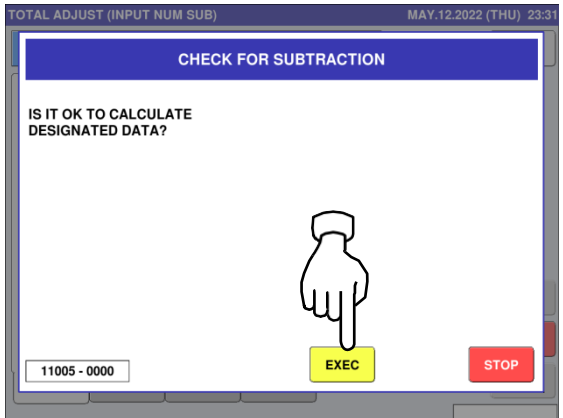 TOTAL ADJUST (INPUT NUM SUB) MAY.12.2022 (THU) 23:31
CHECK FOR SUBTRACTION
IS IT OK TO CALCULATE
DESIGNATED DATA?
11005 - 0000
EXEC
STOP